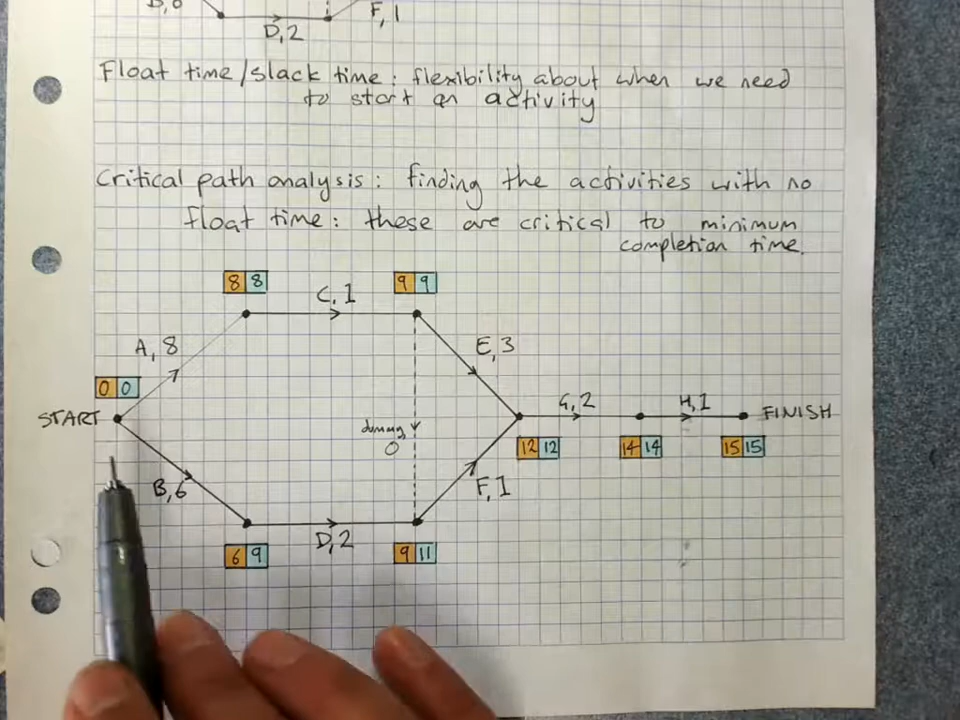 D, 2
F, 1
Float time/slack time: flexibility about when we need
to start an activity
Critical path analysis: finding the activities with no
float time: these are critical to minimum
completion time.
8 8
9 9
C, 1
A, 8
E, 3
0 0
START
G, 2
H, 1
FINISH
dummy
0
12 12
14 14
15 15
B, 6
F, 1
D, 2
6 9
9 11